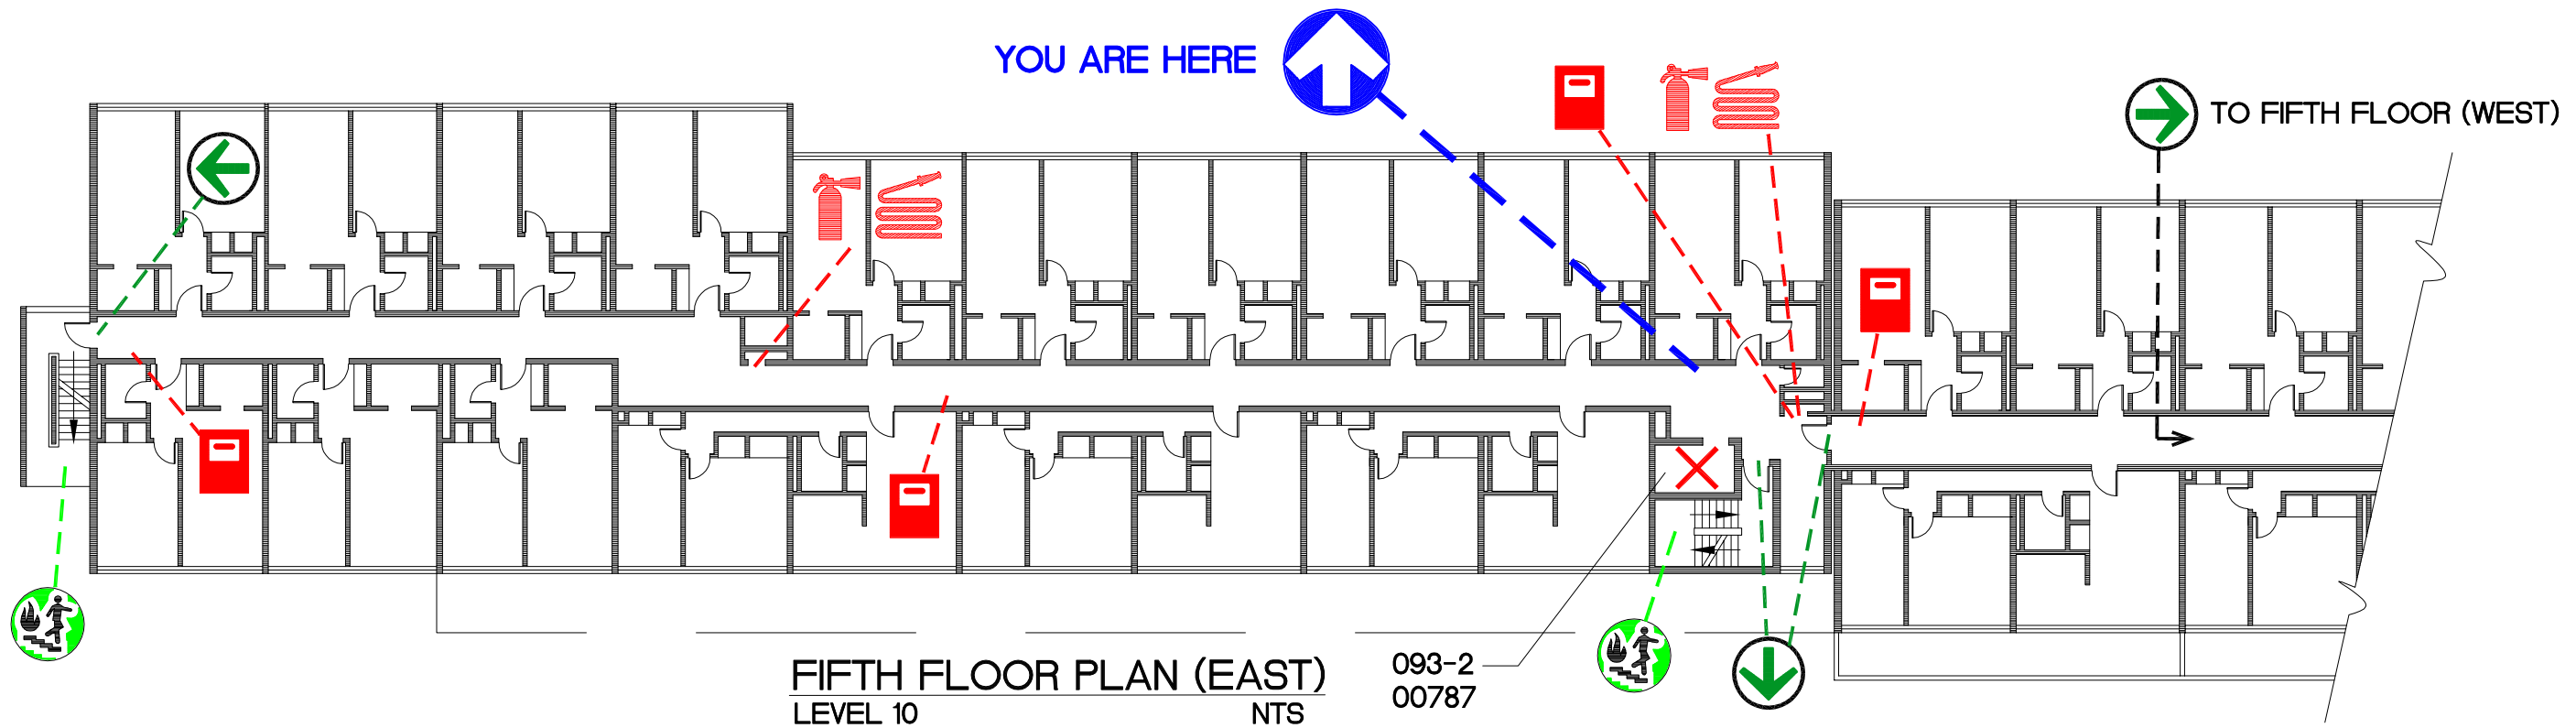 YOU ARE HERE
TO FIFTH FLOOR (WEST)
FIFTH FLOOR PLAN (EAST)
LEVEL 10 NTS
093-2
00787